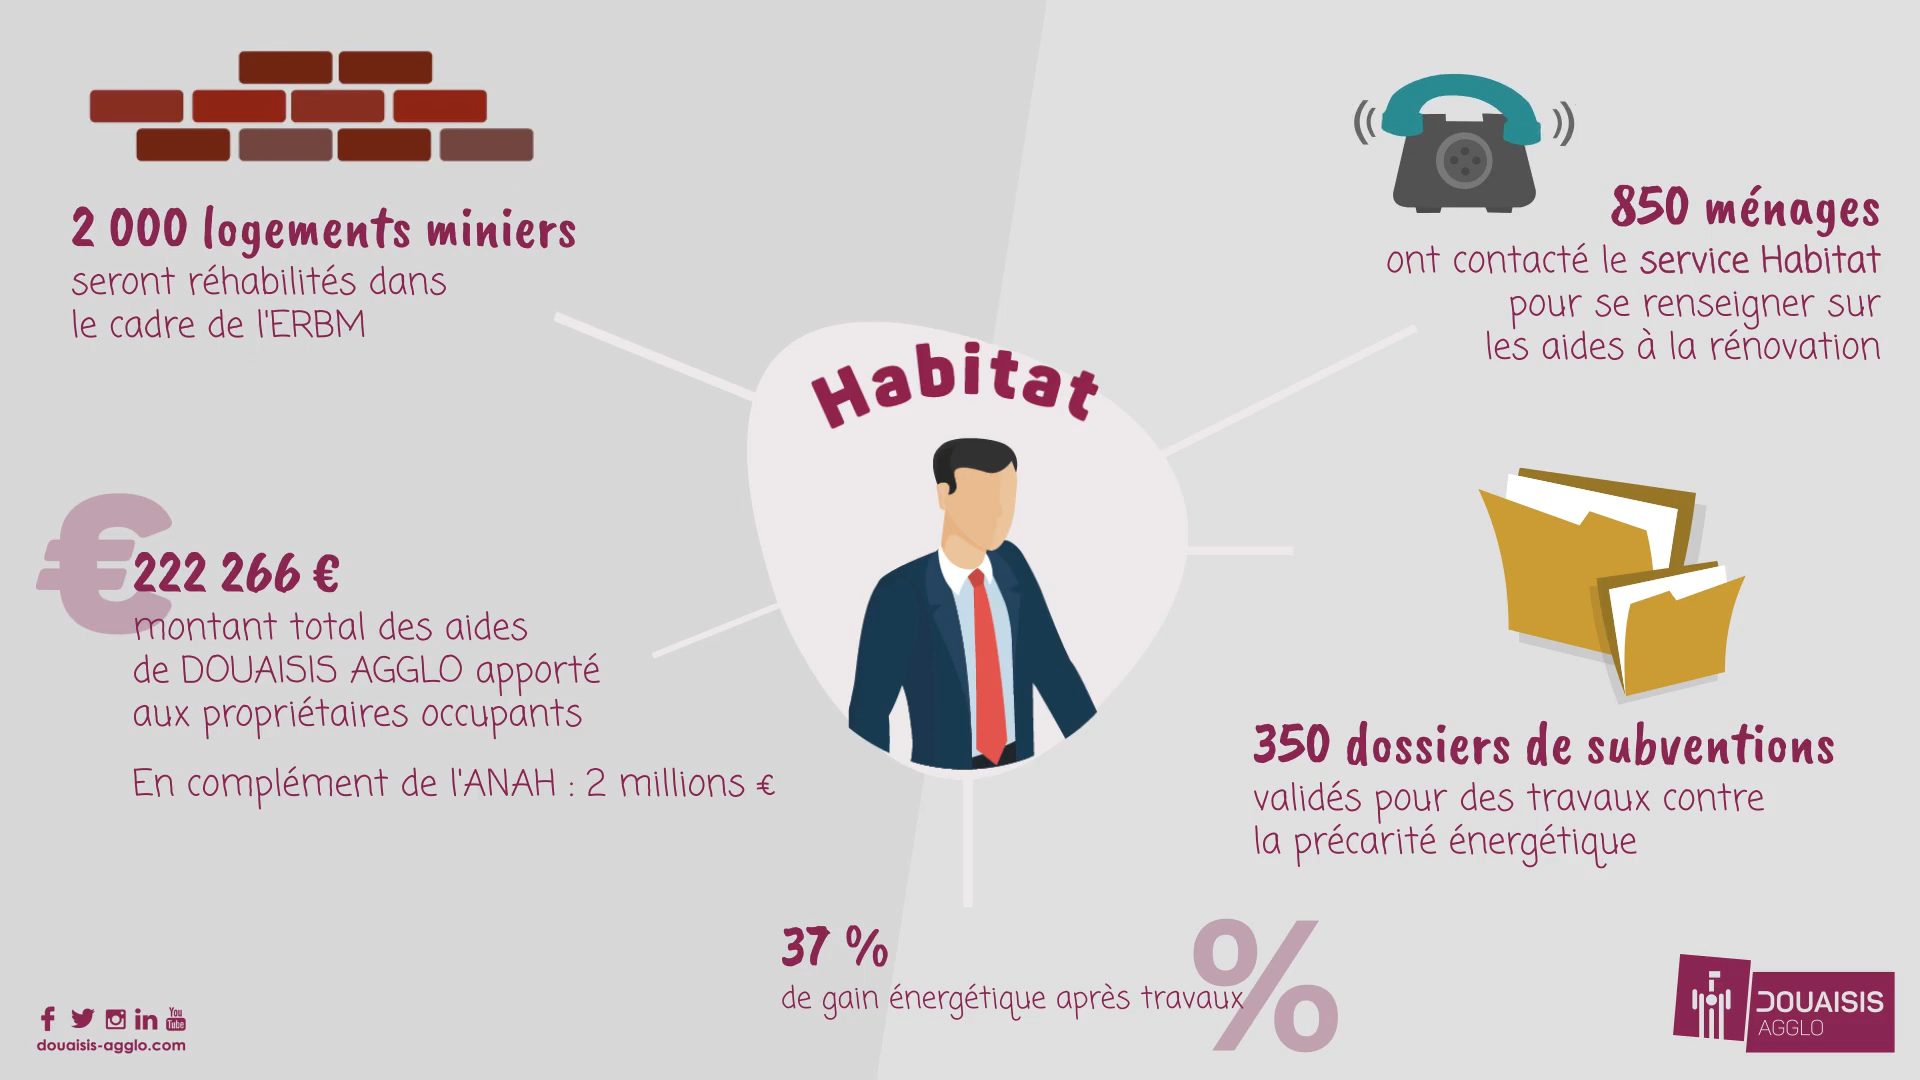 2 000 logements miniers
seront réhabilités dans
le cadre de l'ERBM
850 ménages
ont contacté le service Habitat
pour se renseigner sur
les aides à la rénovation
Habitat
€
222 266 €
montant total des aides
de DOUAISIS AGGLO apporté
aux propriétaires occupants
En complément de l'ANAH : 2 millions €
350 dossiers de subventions
validés pour des travaux contre
la précarité énergétique
37 %
de gain énergétique après travaux
%
f in You Tube
douaisis-agglo.com
DOUAISIS
AGGLO